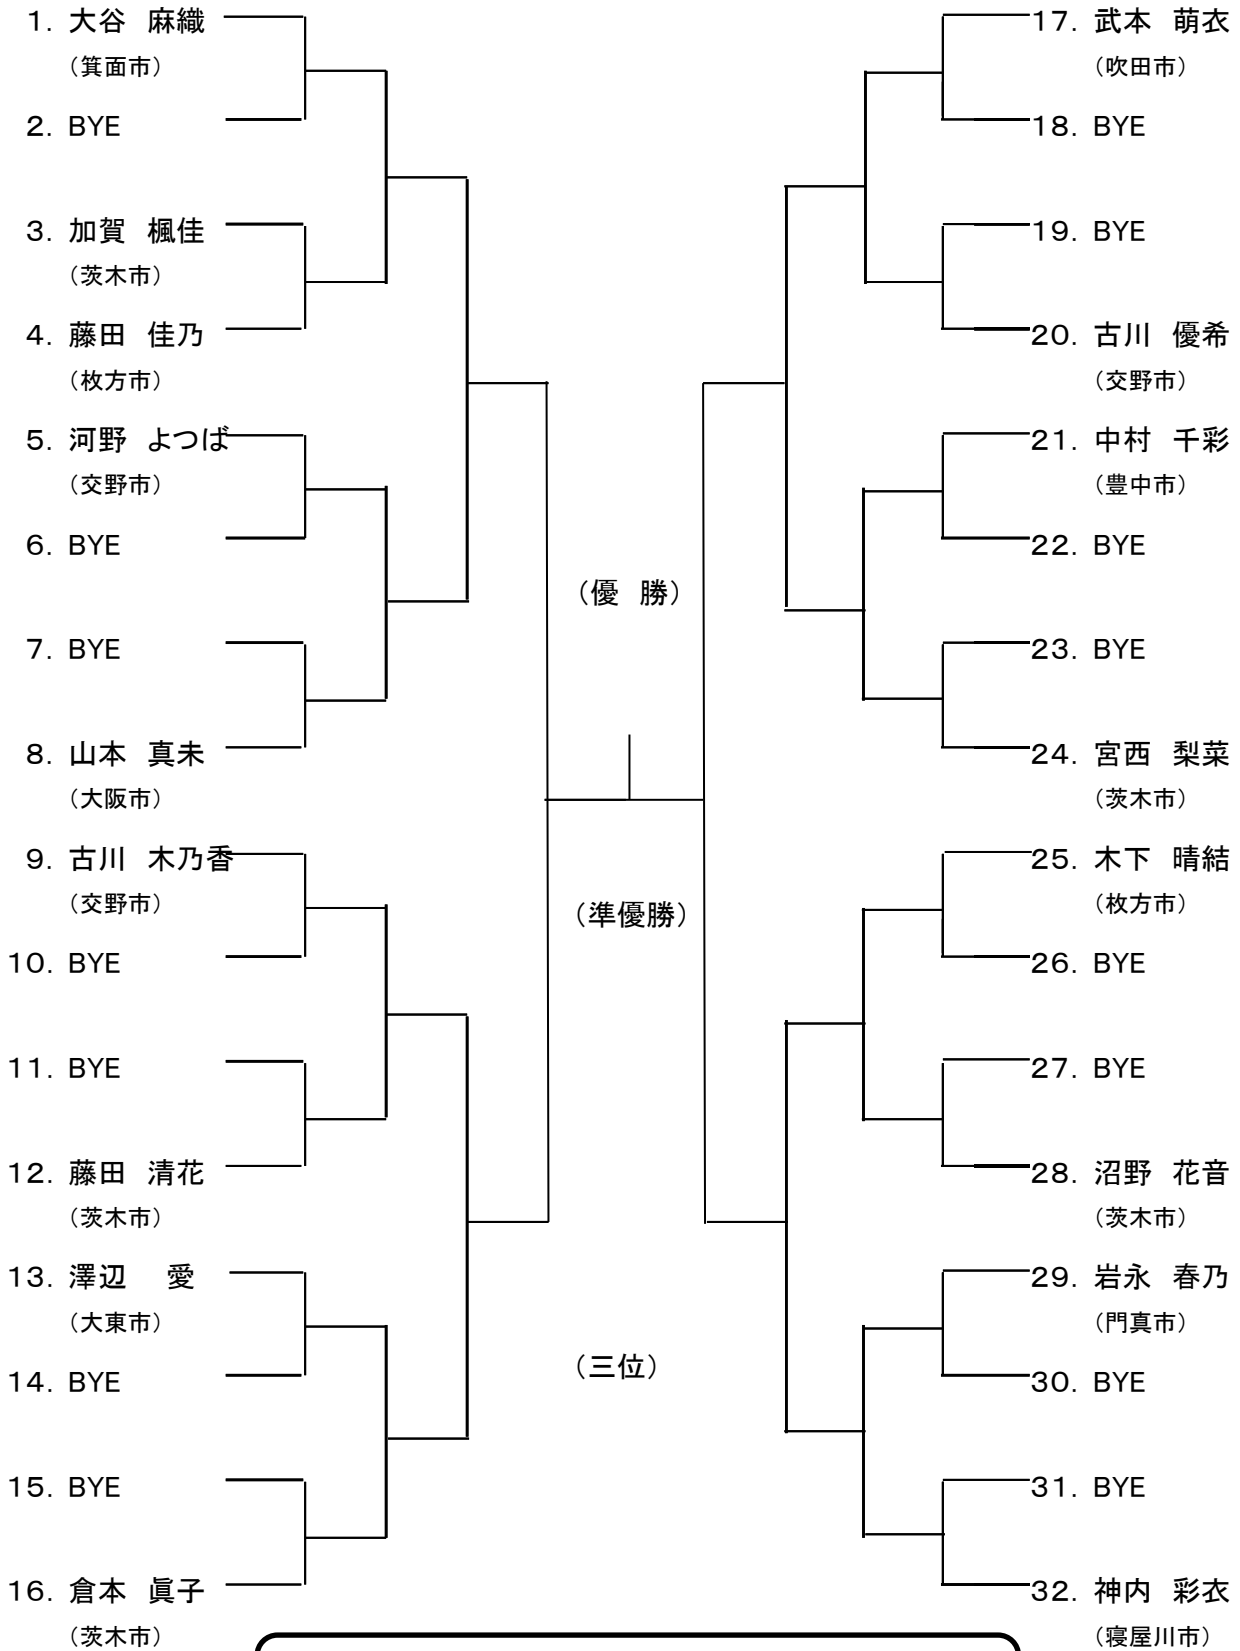 1. 大谷　麻織
（箕面市）
2. BYE
3. 加賀　楓佳
（茨木市）
4. 藤田　佳乃
（枚方市）
5. 河野　よつば
（交野市）
6. BYE
7. BYE
8. 山本　真未
（大阪市）
9. 古川　木乃香
（交野市）
10. BYE
11. BYE
12. 藤田　清花
（茨木市）
13. 澤辺　愛
（大東市）
14. BYE
15. BYE
16. 倉本　眞子
（茨木市）
（優　勝）
（準優勝）
（三位）
17. 武本　萌衣
（吹田市）
18. BYE
19. BYE
20. 古川　優希
（交野市）
21. 中村　千彩
（豊中市）
22. BYE
23. BYE
24. 宮西　梨菜
（茨木市）
25. 木下　晴結
（枚方市）
26. BYE
27. BYE
28. 沼野　花音
（茨木市）
29. 岩永　春乃
（門真市）
30. BYE
31. BYE
32. 神内　彩衣
（寝屋川市）